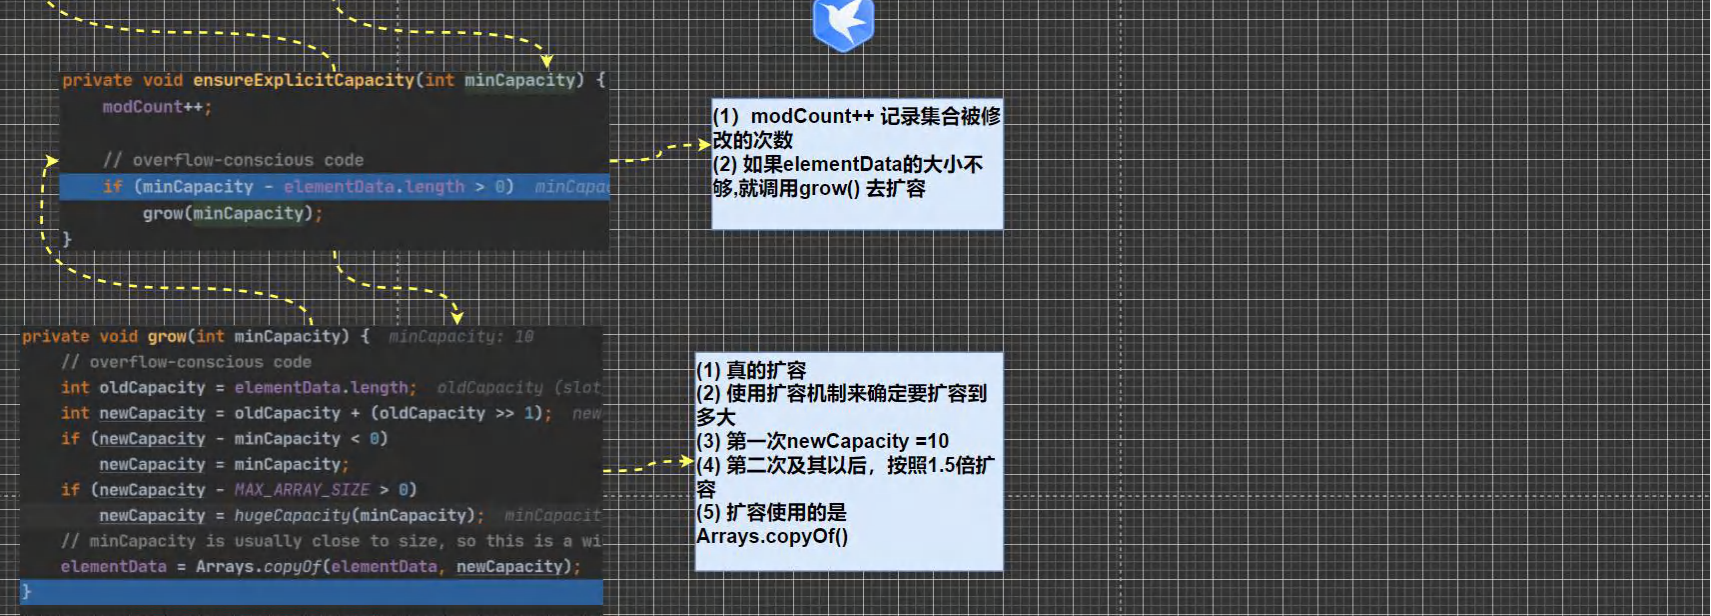 private void ensureExplicitCapacity(int minCapacity) {
modCount++;
// overflow-conscious code
if (minCapacity - elementData.length > 0) minCapac
grow(minCapacity);
}
(1) modCount++ 记录集合被修
改的次数
(2) 如果elementData的大小不
够,就调用grow() 去扩容
private void grow(int minCapacity) { minCapacity: 10
// overflow-conscious code
int oldCapacity = elementData.length; oldCapacity (slot
int newCapacity = oldCapacity + (oldCapacity >> 1); new
if (newCapacity - minCapacity < 0)
newCapacity = minCapacity;
if (newCapacity - MAX_ARRAY_SIZE > 0)
newCapacity = hugeCapacity(minCapacity); minCapacit
// minCapacity is usually close to size, so this is a wi
elementData = Arrays.copyOf(elementData, newCapacity);
}
(1) 真的扩容
(2) 使用扩容机制来确定要扩容到
多大
(3) 第一次newCapacity =10
(4) 第二次及其以后，按照1.5倍扩
容
(5) 扩容使用的是
Arrays.copyOf()